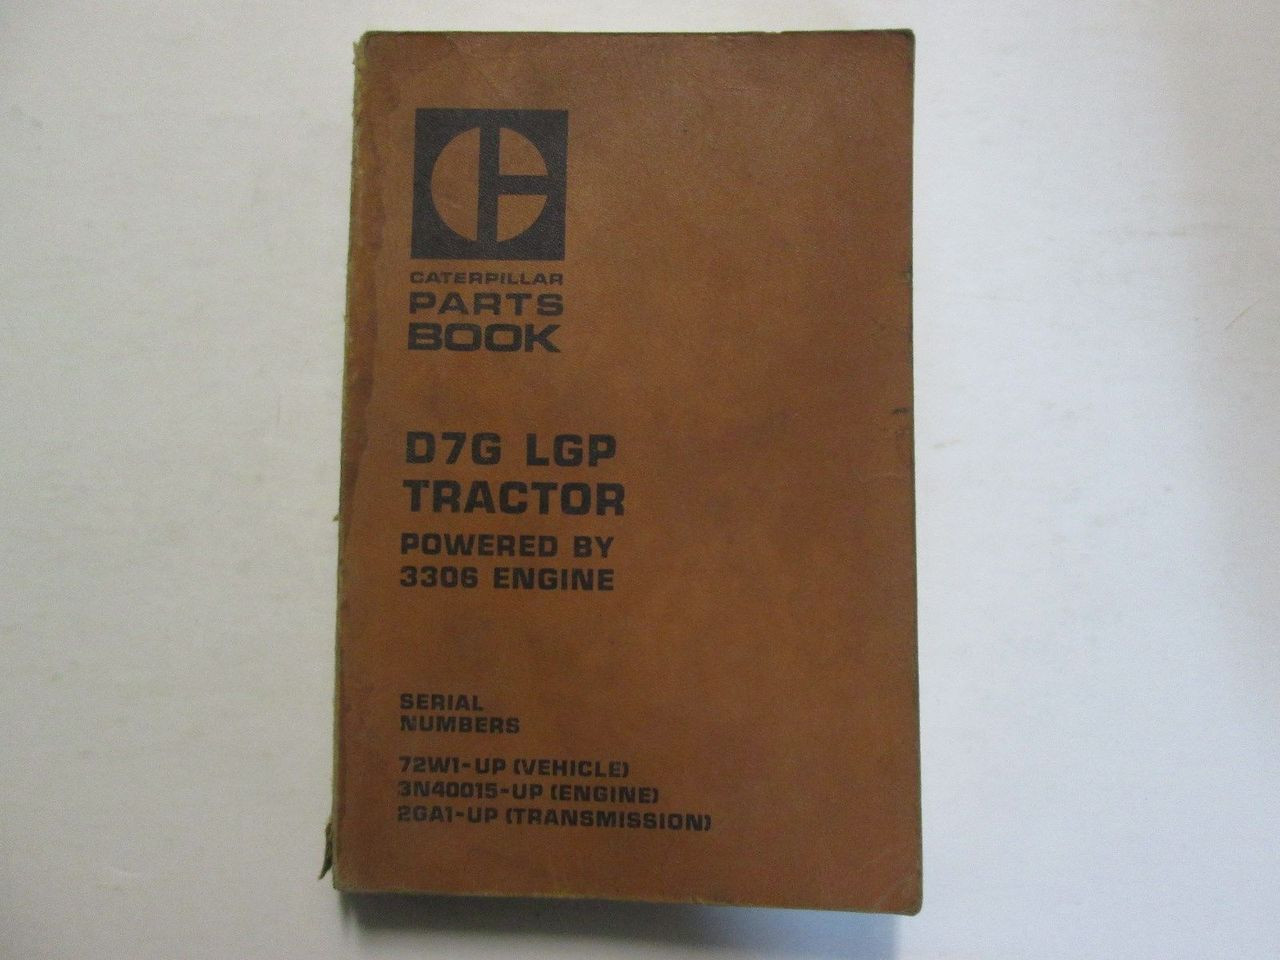 CATERPILLAR
PARTS
BOOK
D7G LGP
TRACTOR
POWERED BY
3306 ENGINE
SERIAL
NUMBERS
72W1-UP (VEHICLE)
3N40015-UP (ENGINE)
2GA1-UP (TRANSMISSION)